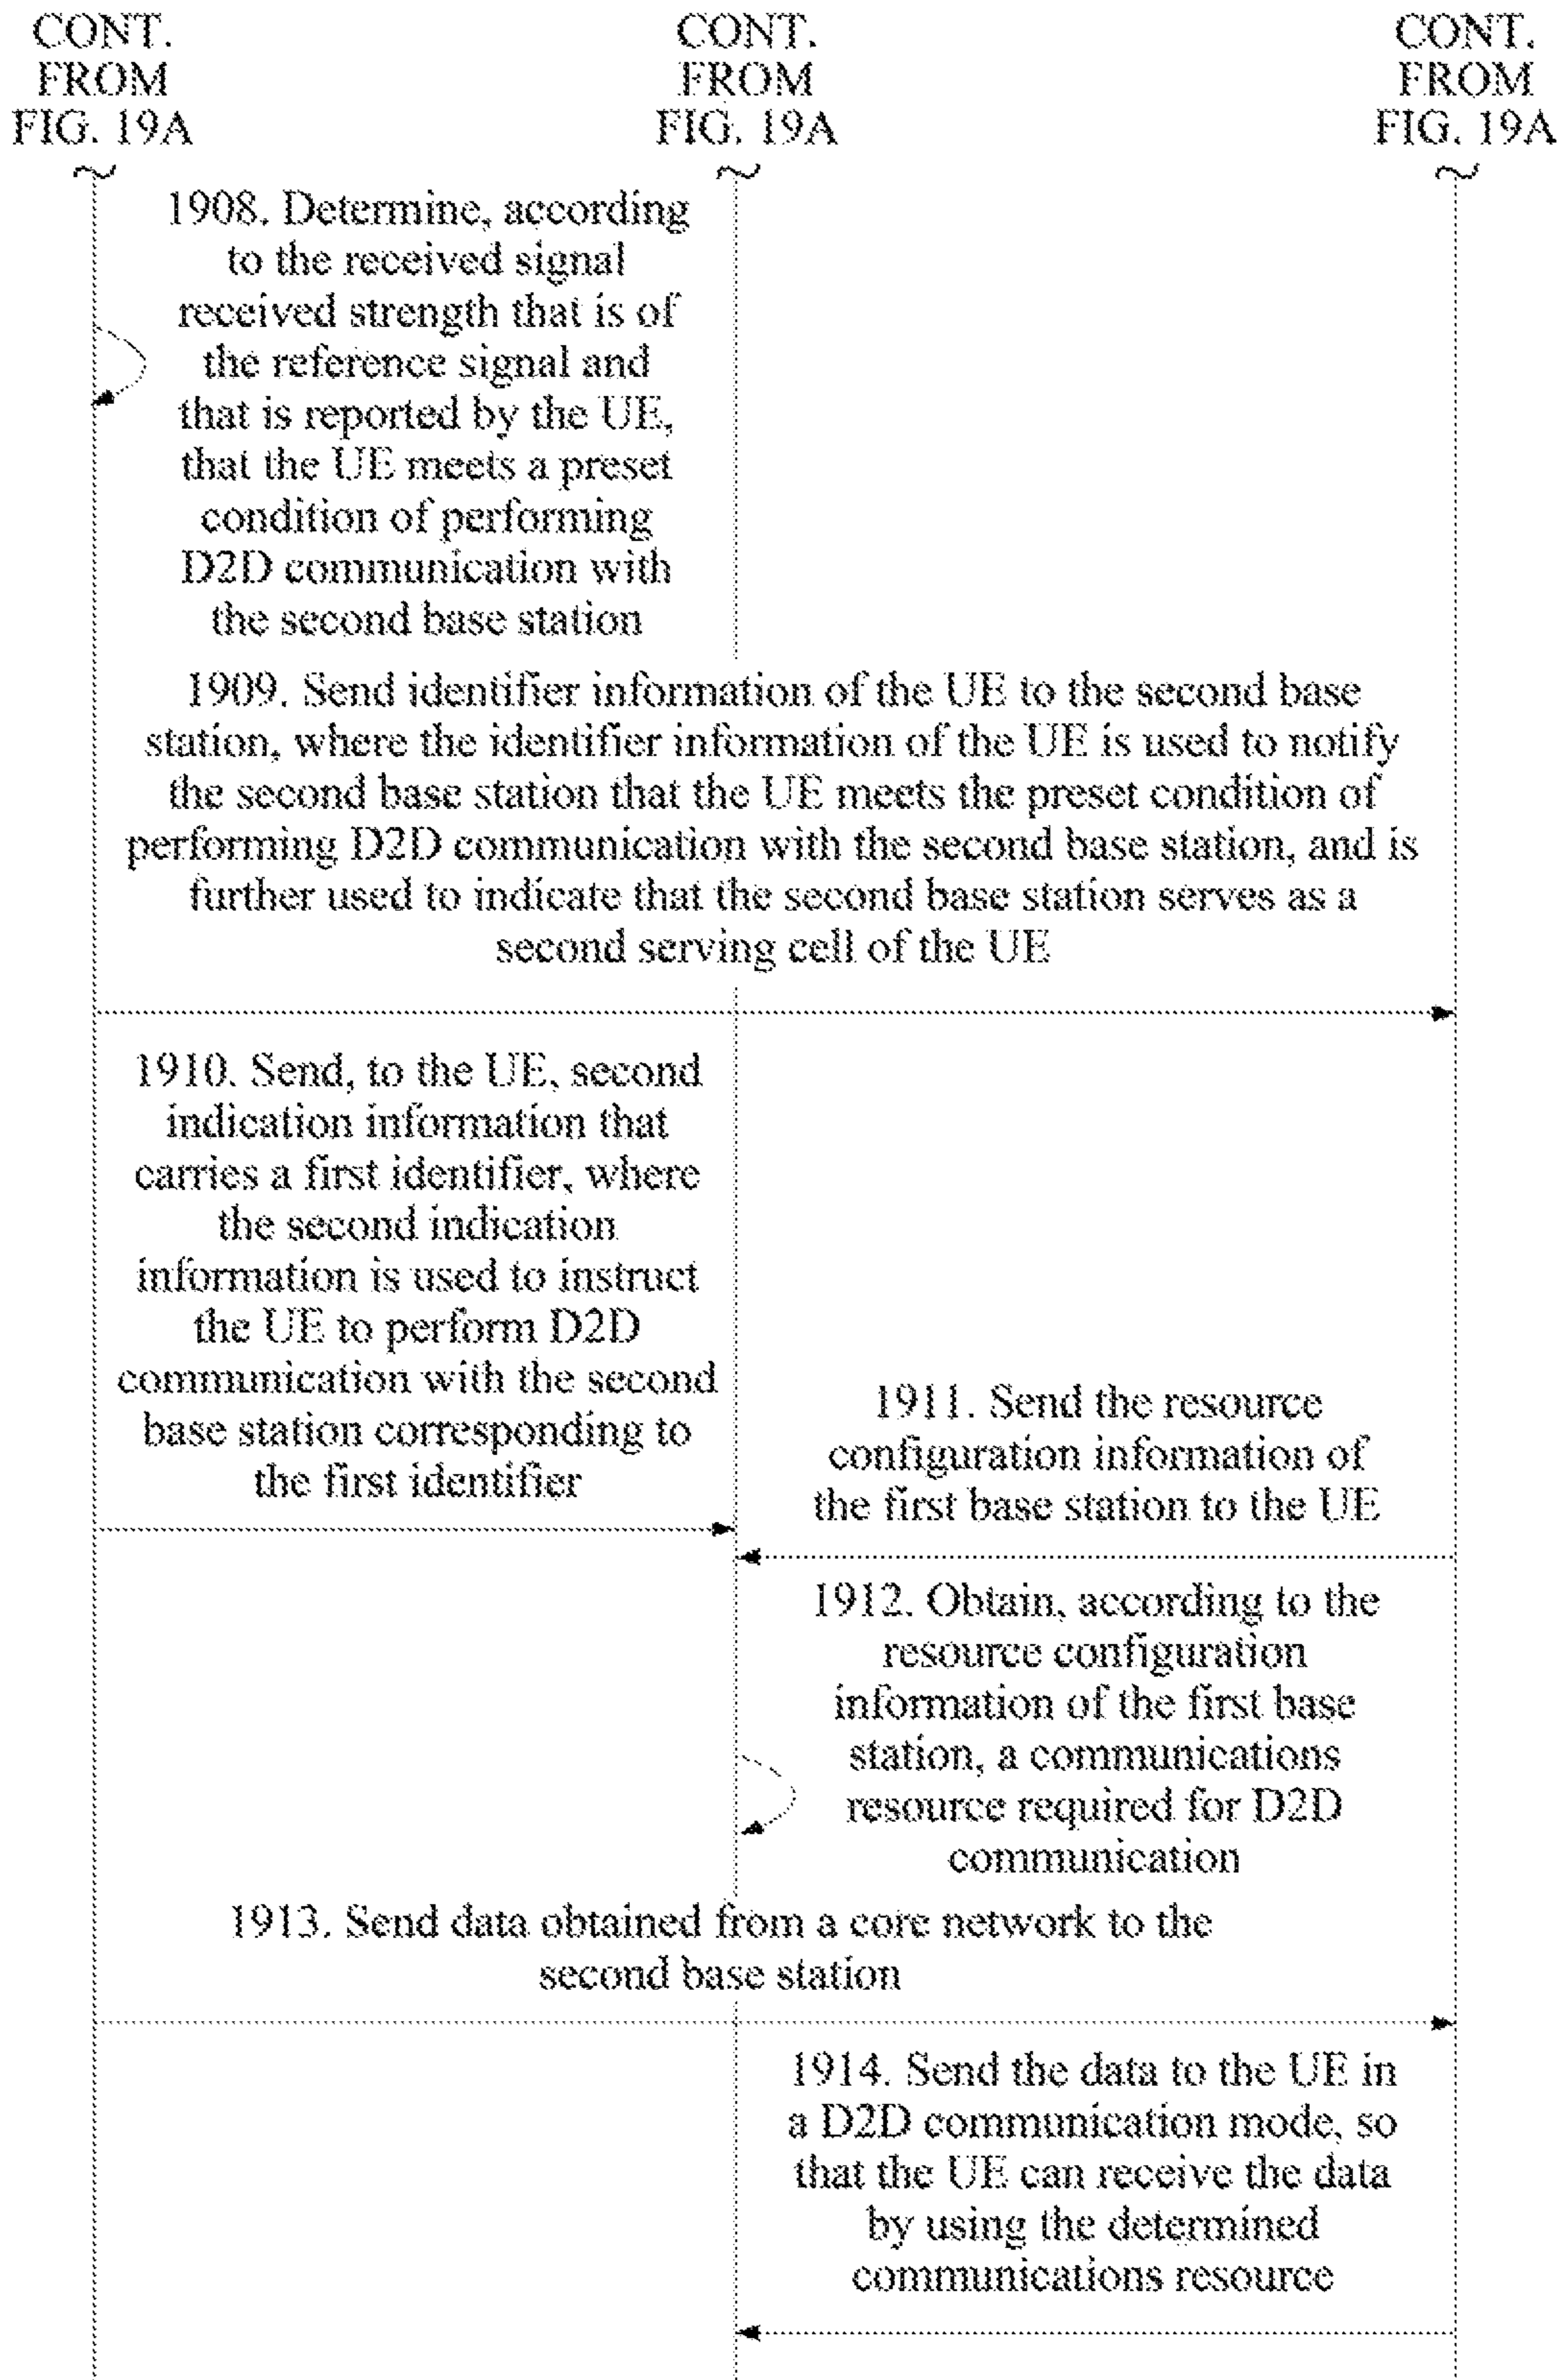 CONT.
FROM
FIG. 19A
CONT.
FROM
FIG. 19A
CONT.
FROM
FIG. 19A
1908. Determine, according
to the received signal
received strength that is of
the reference signal and
that is reported by the UE,
that the UE meets a preset
condition of performing
D2D communication with
the second base station
1909. Send identifier information of the UE to the second base
station, where the identifier information of the UE is used to notify
the second base station that the UE meets the preset condition of
performing D2D communication with the second base station, and is
further used to indicate that the second base station serves as a
second serving cell of the UE
1910. Send, to the UE, second
indication information that
carries a first identifier, where
the second indication
information is used to instruct
the UE to perform D2D
communication with the second
base station corresponding to
the first identifier
1911. Send the resource
configuration information of
the first base station to the UE
1912. Obtain, according to the
resource configuration
information of the first base
station, a communications
resource required for D2D
communication
1913. Send data obtained from a core network to the
second base station
1914. Send the data to the UE in
a D2D communication mode, so
that the UE can receive the data
by using the determined
communications resource